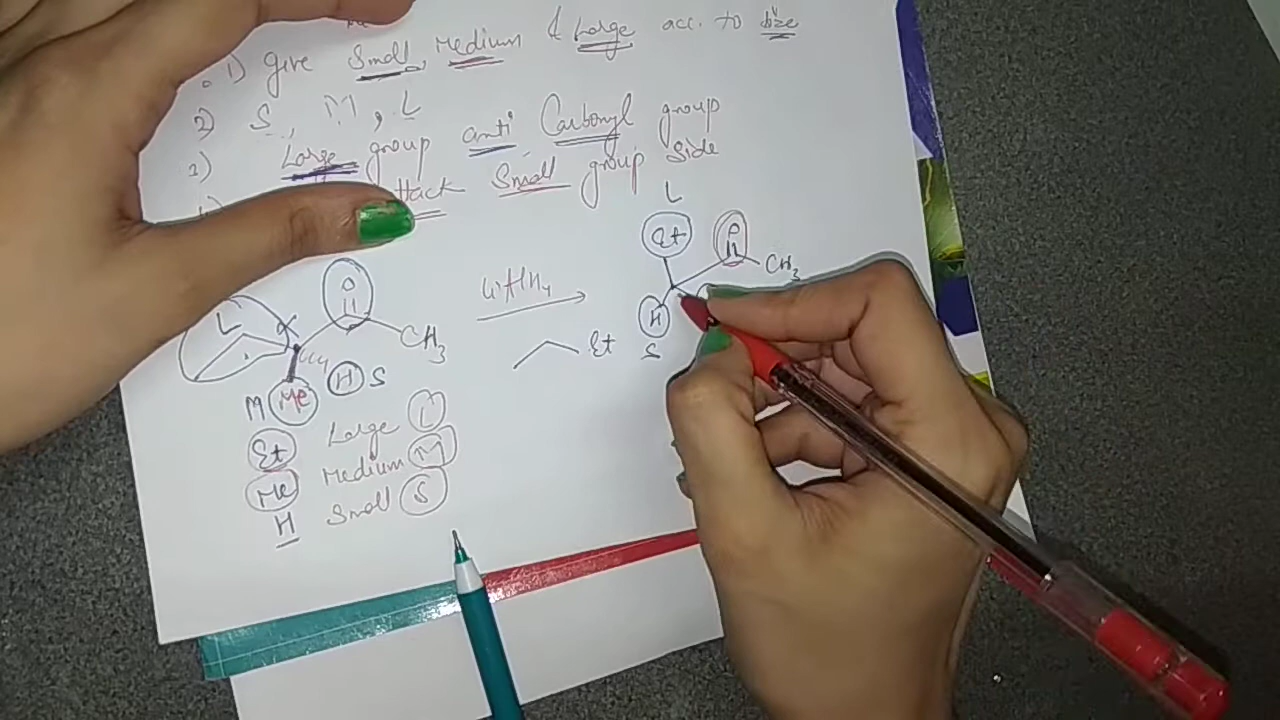 1) Give Small, Medium & Large acc. to size
2) S, M, L
3) Large group anti Carbonyl group
attack Small group side
L
Et
O
CH3
H
S
LiAlH4
Et
L
O
CH3
M Me H S
Et Large L
Me Medium M
H Small S